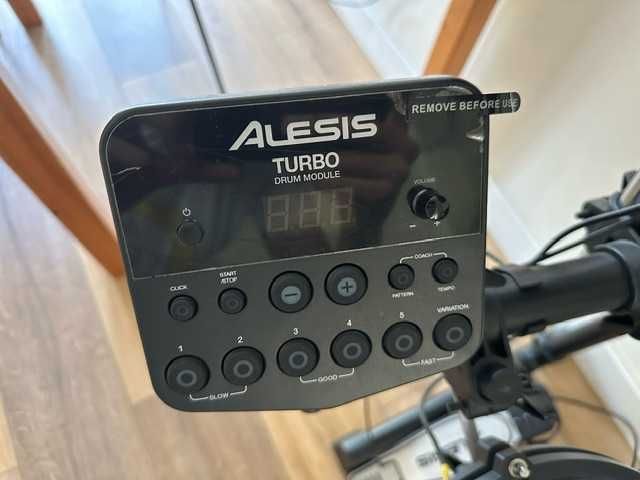 REMOVE BEFORE USE
ALESIS
TURBO
DRUM MODULE
VOLUME
- +
CLICK
START
/STOP
- +
COACH
PATTERN TEMPO
1 2 3 4 5 VARIATION
SLOW GOOD FAST